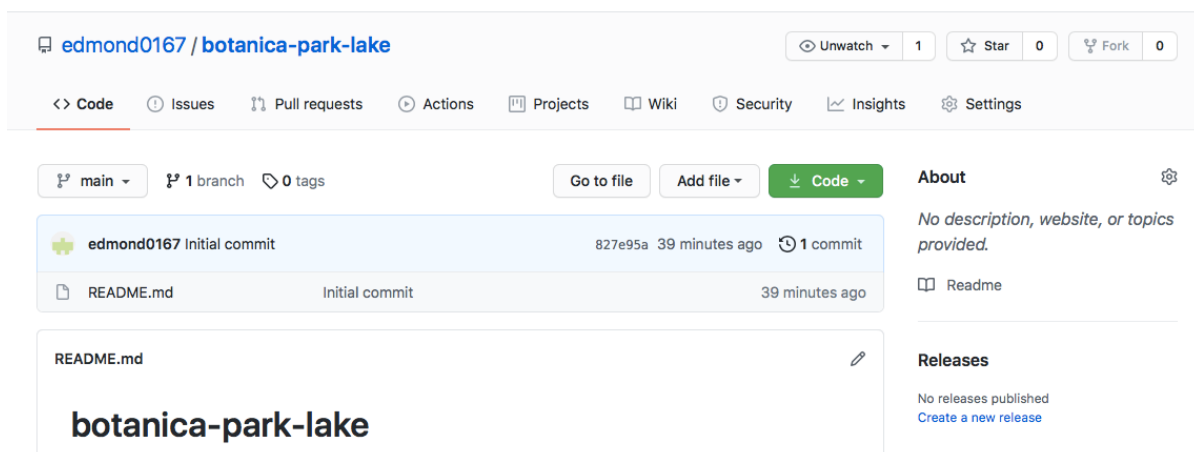 edmond0167 / botanica-park-lake
Unwatch 1 Star 0 Fork 0
Code Issues Pull requests Actions Projects Wiki Security Insights Settings
main 1 branch 0 tags Go to file Add file Code
edmond0167 Initial commit 827e95a 39 minutes ago 1 commit
README.md Initial commit 39 minutes ago
README.md
botanica-park-lake
About
No description, website, or topics
provided.
Readme
Releases
No releases published
Create a new release